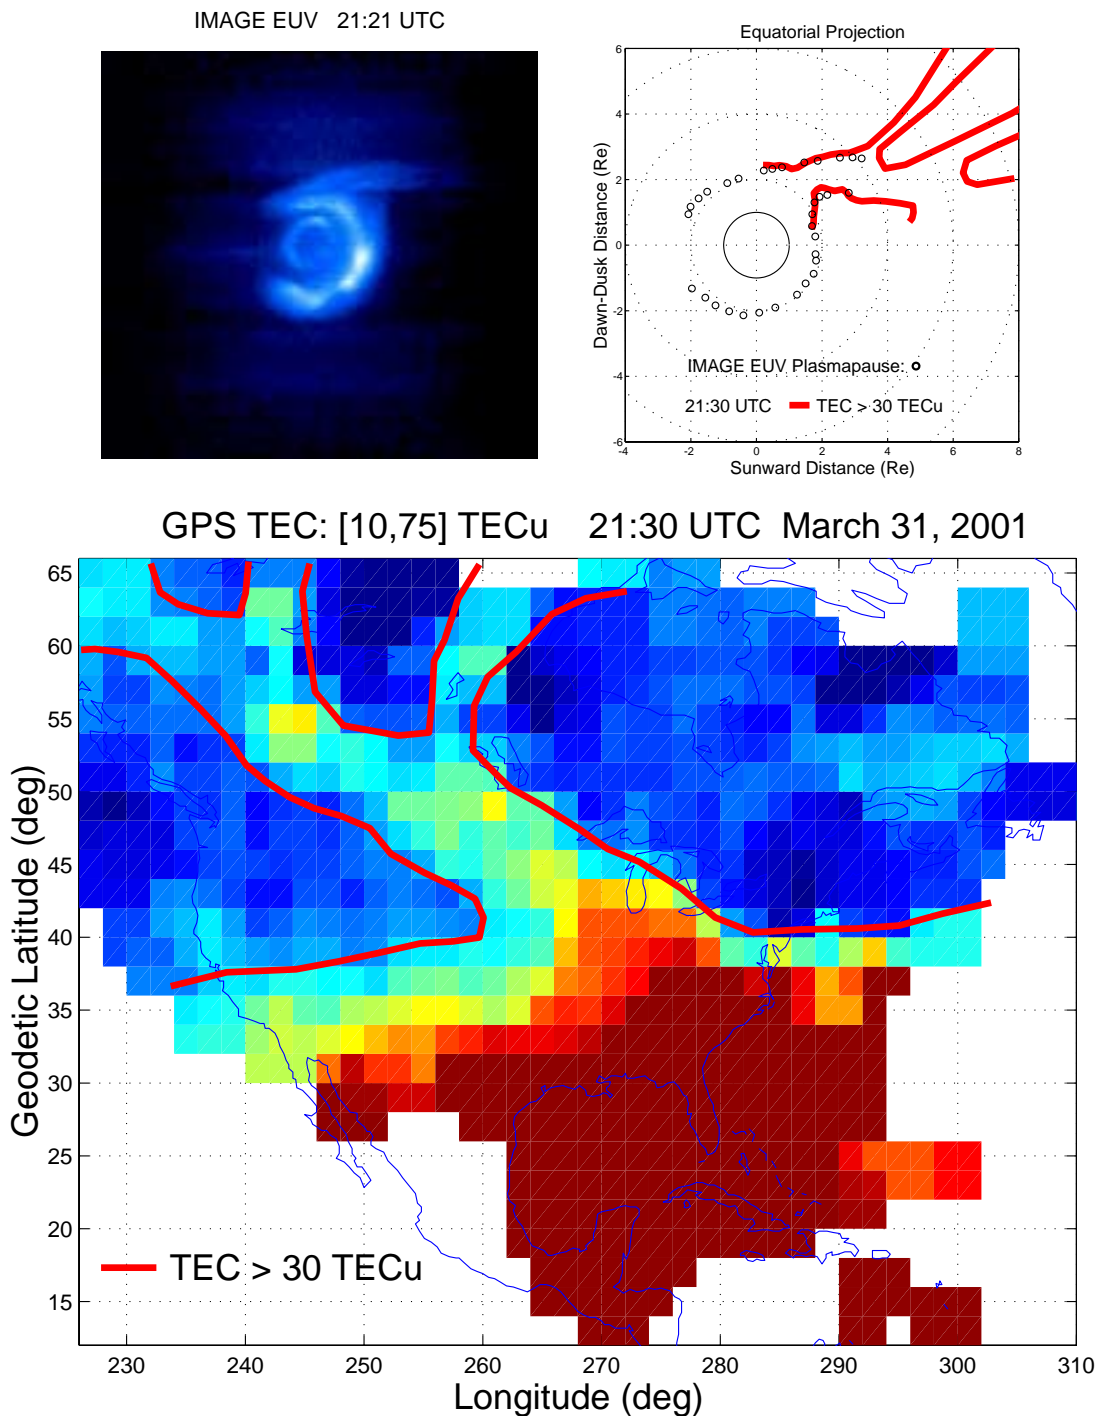 IMAGE EUV 21:21 UTC
Equatorial Projection
6
4
2
0
-2
-4
-6
Dawn-Dusk Distance (Re)
IMAGE EUV Plasmapause:
21:30 UTC TEC > 30 TECu
-4 -2 0 2 4 6 8
Sunward Distance (Re)
GPS TEC: [10,75] TECu 21:30 UTC March 31, 2001
65
60
55
50
45
40
35
30
25
20
15
Geodetic Latitude (deg)
TEC > 30 TECu
230 240 250 260 270 280 290 300 310
Longitude (deg)